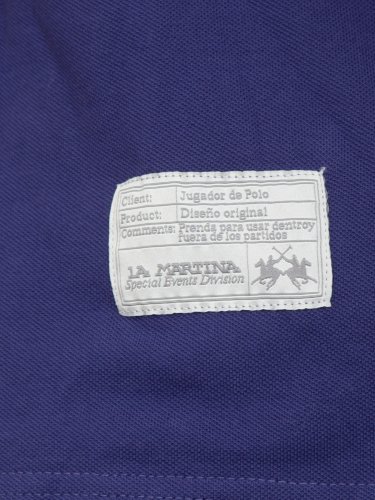 Client: Jugador de Polo
Product: Diseño original
Comments: Prenda para usar dentroy
fuera de los partidos
LA MARTINA
Special Events Division